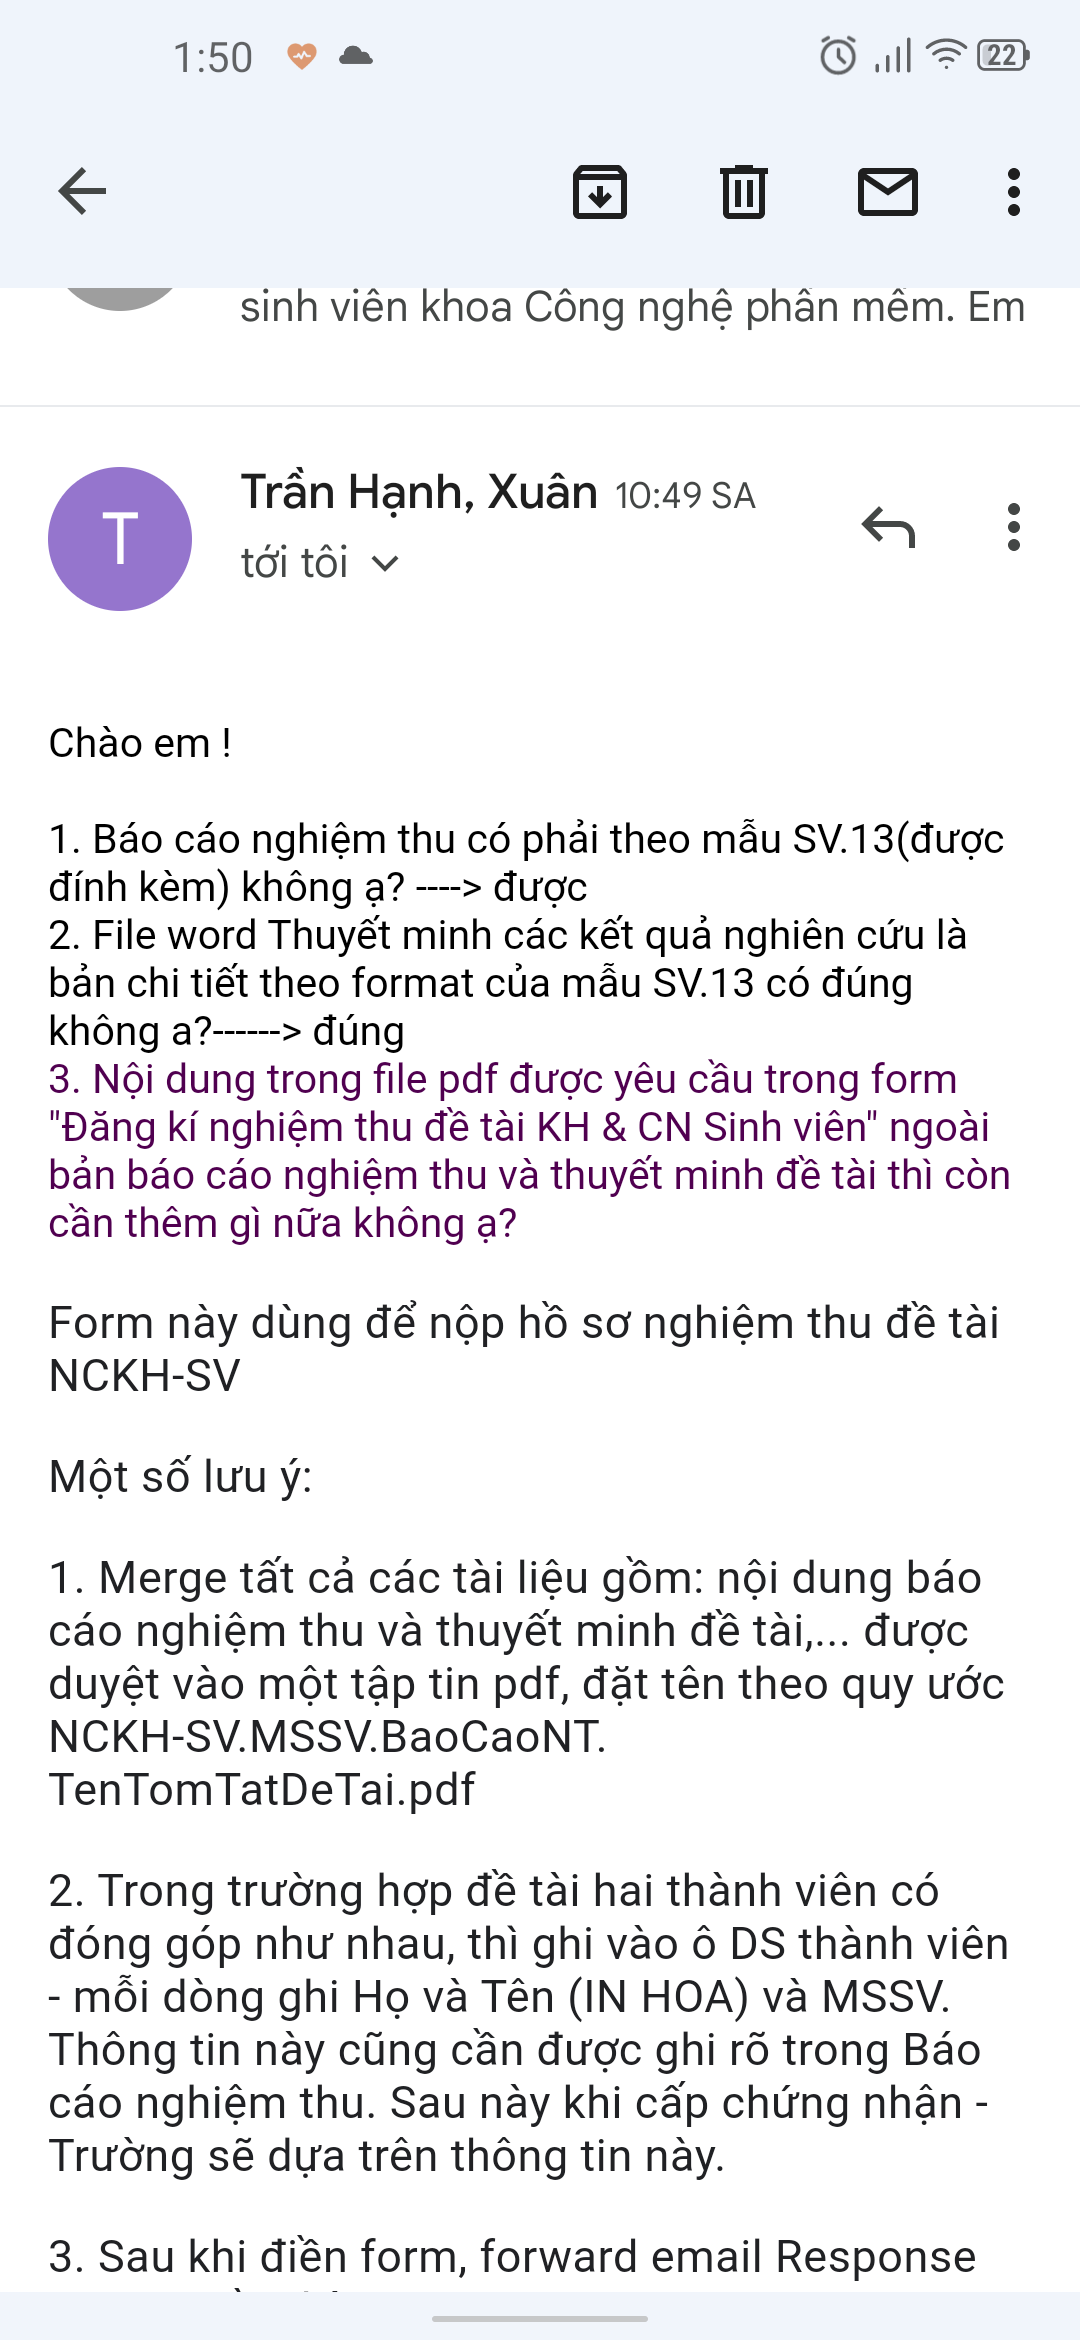 1:50
22
sinh viên khoa Công nghệ phần mềm. Em
T
Trần Hạnh, Xuân 10:49 SA
tới tôi
Chào em !
1. Báo cáo nghiệm thu có phải theo mẫu SV.13(được
đính kèm) không ạ? ----> được
2. File word Thuyết minh các kết quả nghiên cứu là
bản chi tiết theo format của mẫu SV.13 có đúng
không a?------> đúng
3. Nội dung trong file pdf được yêu cầu trong form
"Đăng kí nghiệm thu đề tài KH & CN Sinh viên" ngoài
bản báo cáo nghiệm thu và thuyết minh đề tài thì còn
cần thêm gì nữa không ạ?
Form này dùng để nộp hồ sơ nghiệm thu đề tài
NCKH-SV
Một số lưu ý:
1. Merge tất cả các tài liệu gồm: nội dung báo
cáo nghiệm thu và thuyết minh đề tài,... được
duyệt vào một tập tin pdf, đặt tên theo quy ước
NCKH-SV.MSSV.BaoCaoNT.
TenTomTatDeTai.pdf
2. Trong trường hợp đề tài hai thành viên có
đóng góp như nhau, thì ghi vào ô DS thành viên
- mỗi dòng ghi Họ và Tên (IN HOA) và MSSV.
Thông tin này cũng cần được ghi rõ trong Báo
cáo nghiệm thu. Sau này khi cấp chứng nhận -
Trường sẽ dựa trên thông tin này.
3. Sau khi điền form, forward email Response